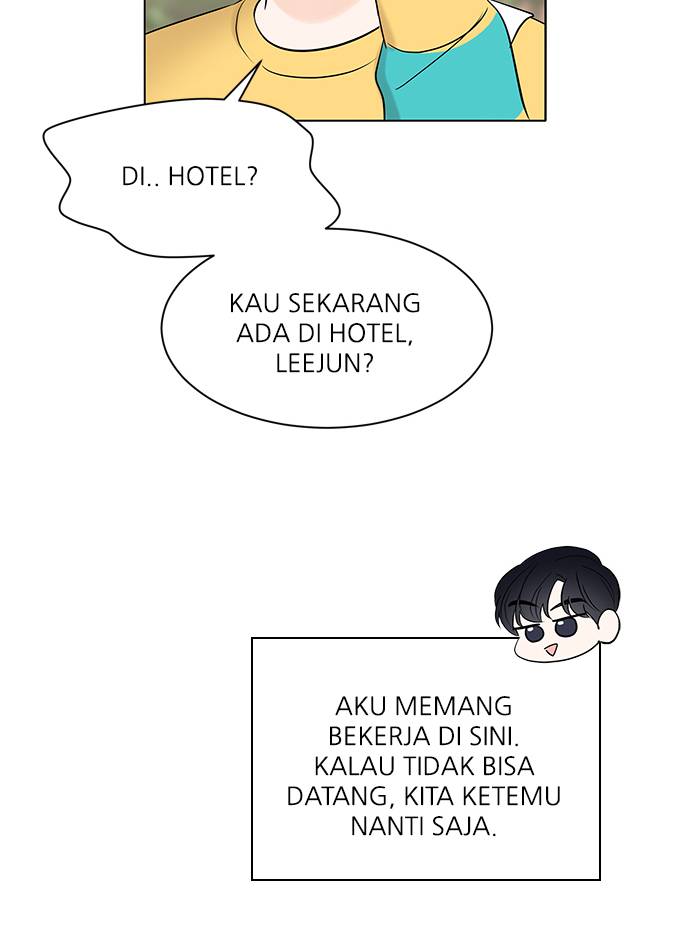 DI.. HOTEL?
KAU SEKARANG
ADA DI HOTEL,
LEEJUN?
AKU MEMANG
BEKERJA DI SINI.
KALAU TIDAK BISA
DATANG, KITA KETEMU
NANTI SAJA.